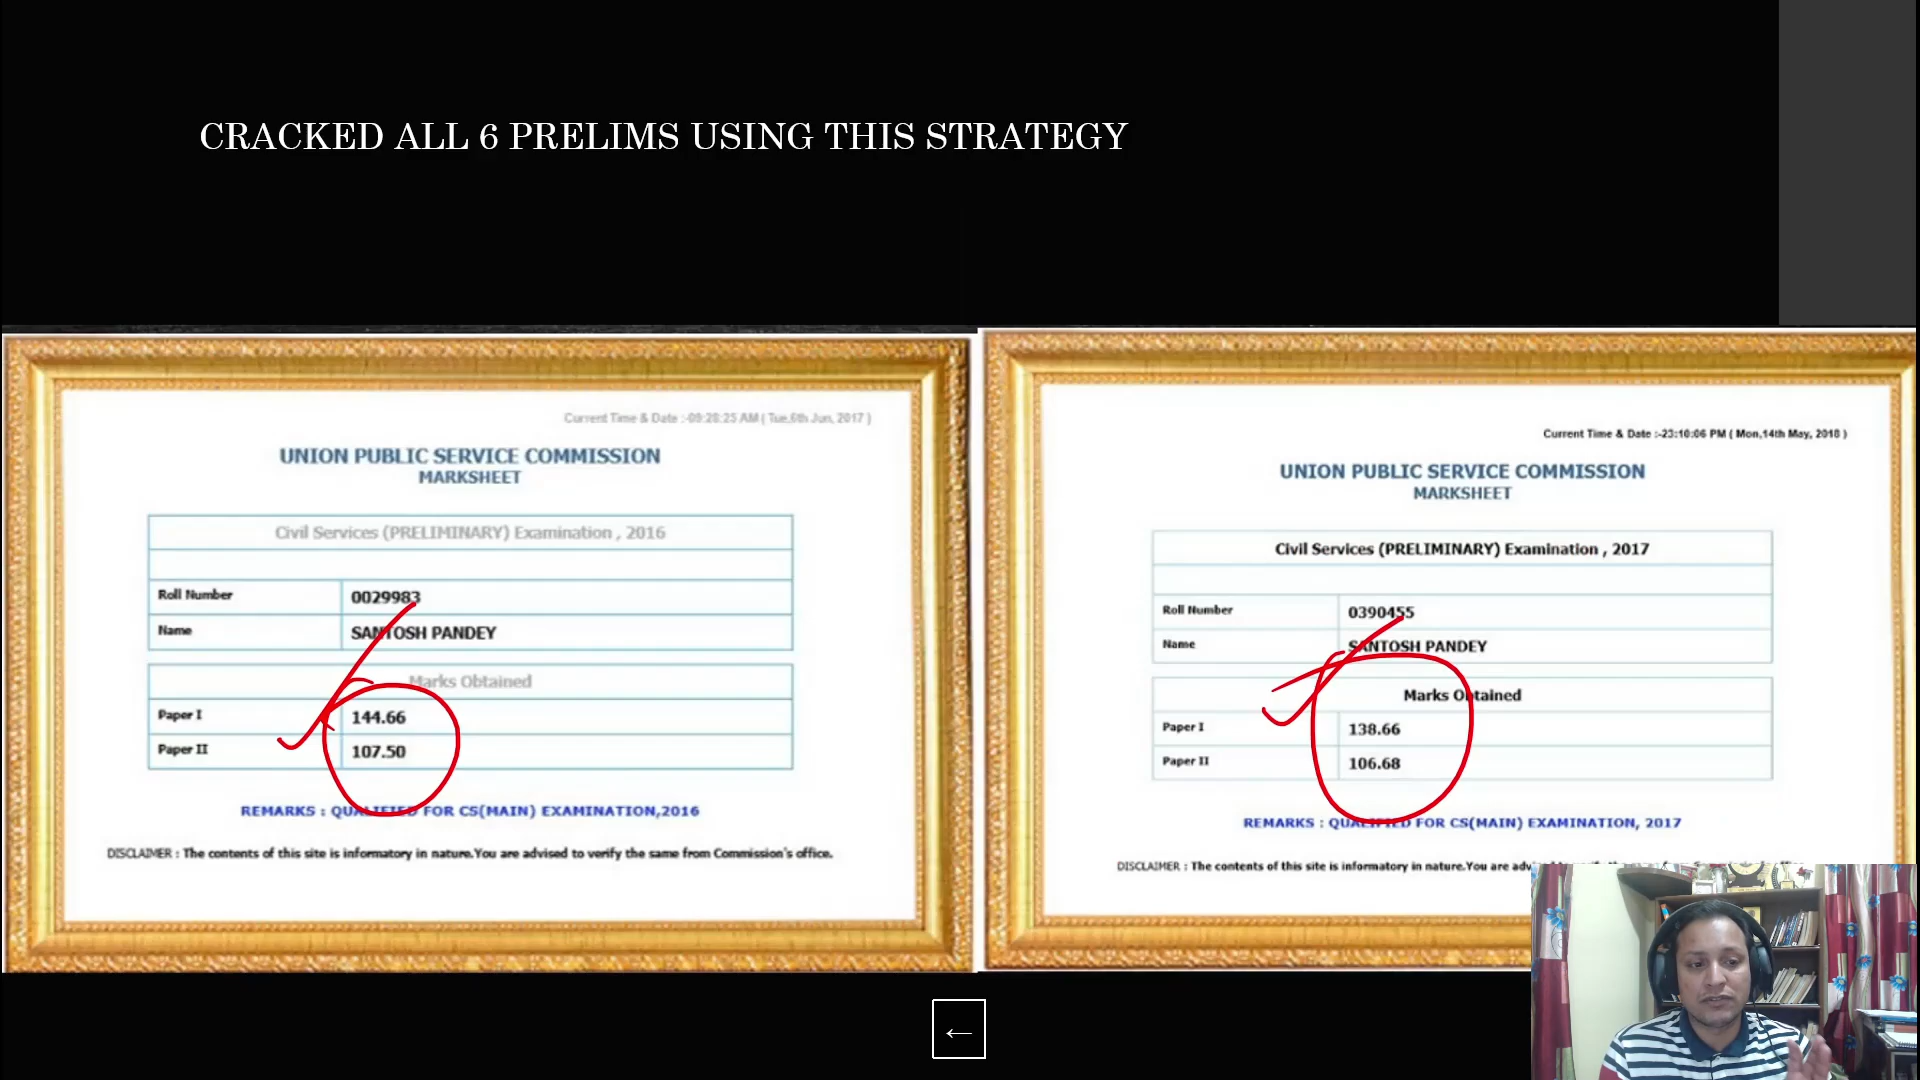 CRACKED ALL 6 PRELIMS USING THIS STRATEGY
Current Time & Date :-09:28:25 AM ( Tue,6th Jun, 2017 )
UNION PUBLIC SERVICE COMMISSION
MARKSHEET
Civil Services (PRELIMINARY) Examination , 2016
Roll Number 0029983
Name SANTOSH PANDEY
Marks Obtained
Paper I 144.66
Paper II 107.50
REMARKS : QUALIFIED FOR CS(MAIN) EXAMINATION,2016
DISCLAIMER : The contents of this site is informatory in nature.You are advised to verify the same from Commission's office.
Current Time & Date :-23:10:06 PM ( Mon,14th May, 2018 )
UNION PUBLIC SERVICE COMMISSION
MARKSHEET
Civil Services (PRELIMINARY) Examination , 2017
Roll Number 0390455
Name SANTOSH PANDEY
Marks Obtained
Paper I 138.66
Paper II 106.68
REMARKS : QUALIFIED FOR CS(MAIN) EXAMINATION, 2017
DISCLAIMER : The contents of this site is informatory in nature.You are